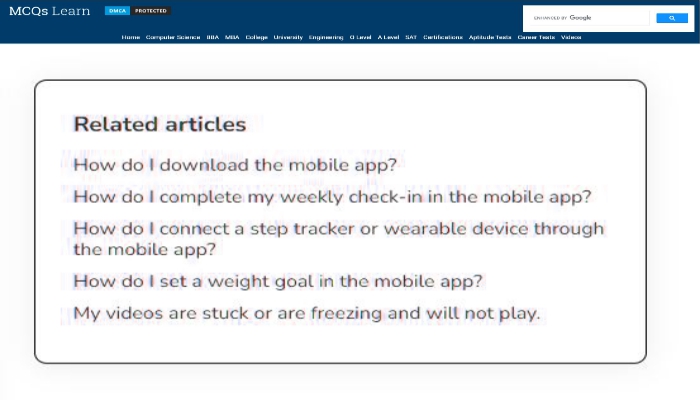 MCQs Learn
DMCA PROTECTED
ENHANCED BY Google
Home Computer Science BBA MBA College University Engineering O Level A Level SAT Certifications Aptitude Tests Career Tests Videos
Related articles
How do I download the mobile app?
How do I complete my weekly check-in in the mobile app?
How do I connect a step tracker or wearable device through
the mobile app?
How do I set a weight goal in the mobile app?
My videos are stuck or are freezing and will not play.